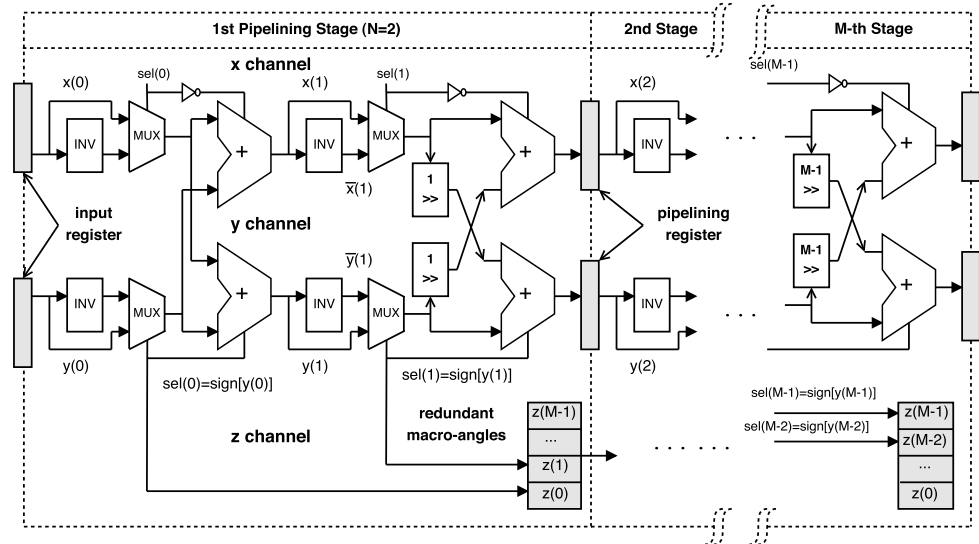 1st Pipelining Stage (N=2)
2nd Stage
M-th Stage
x channel
x(0)
sel(0)
x(1)
sel(1)
x(2)
sel(M-1)
INV
MUX
+
INV
MUX
+
INV
. . .
+
x̅(1)
1
>>
M-1
>>
input
register
y channel
pipelining
register
y̅(1)
1
>>
M-1
>>
INV
MUX
+
INV
MUX
+
INV
. . .
+
y(0)
sel(0)=sign[y(0)]
y(1)
sel(1)=sign[y(1)]
y(2)
z channel
redundant
macro-angles
z(M-1)
...
z(1)
z(0)
. . . . . .
sel(M-1)=sign[y(M-1)]
sel(M-2)=sign[y(M-2)]
z(M-1)
z(M-2)
...
z(0)